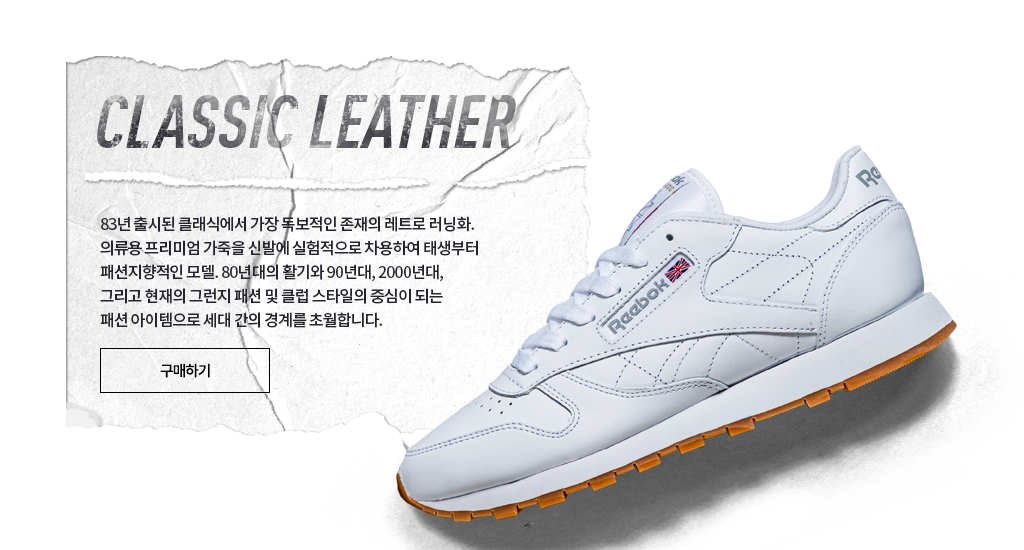 CLASSIC LEATHER
83년 출시된 클래식에서 가장 독보적인 존재의 레트로 러닝화.
의류용 프리미엄 가죽을 신발에 실험적으로 차용하여 태생부터
패션지향적인 모델. 80년대의 활기와 90년대, 2000년대,
그리고 현재의 그런지 패션 및 클럽 스타일의 중심이 되는
패션 아이템으로 세대 간의 경계를 초월합니다.
구매하기
Reebok